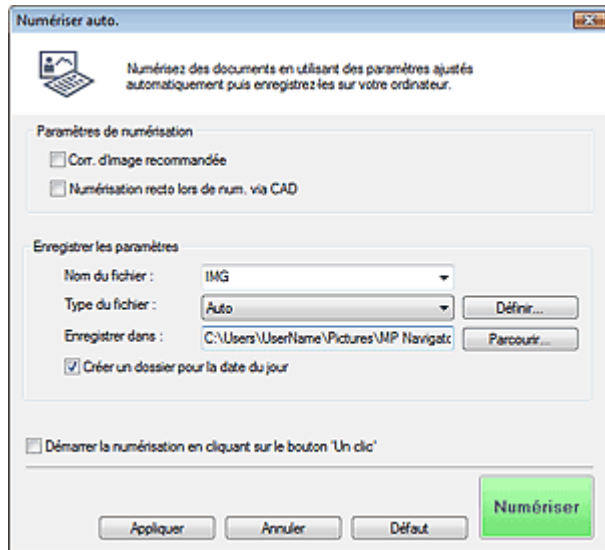 Numériser auto.
Numérisez des documents en utilisant des paramètres ajustés
automatiquement puis enregistrez-les sur votre ordinateur.
Paramètres de numérisation
Corr. d'image recommandée
Numérisation recto lors de num. via CAD
Enregistrer les paramètres
Nom du fichier : IMG
Type du fichier : Auto Définir...
Enregistrer dans : C:\Users\UserName\Pictures\MP Navigatc Parcourir...
Créer un dossier pour la date du jour
Démarrer la numérisation en cliquant sur le bouton 'Un clic'
Numériser
Appliquer Annuler Défaut